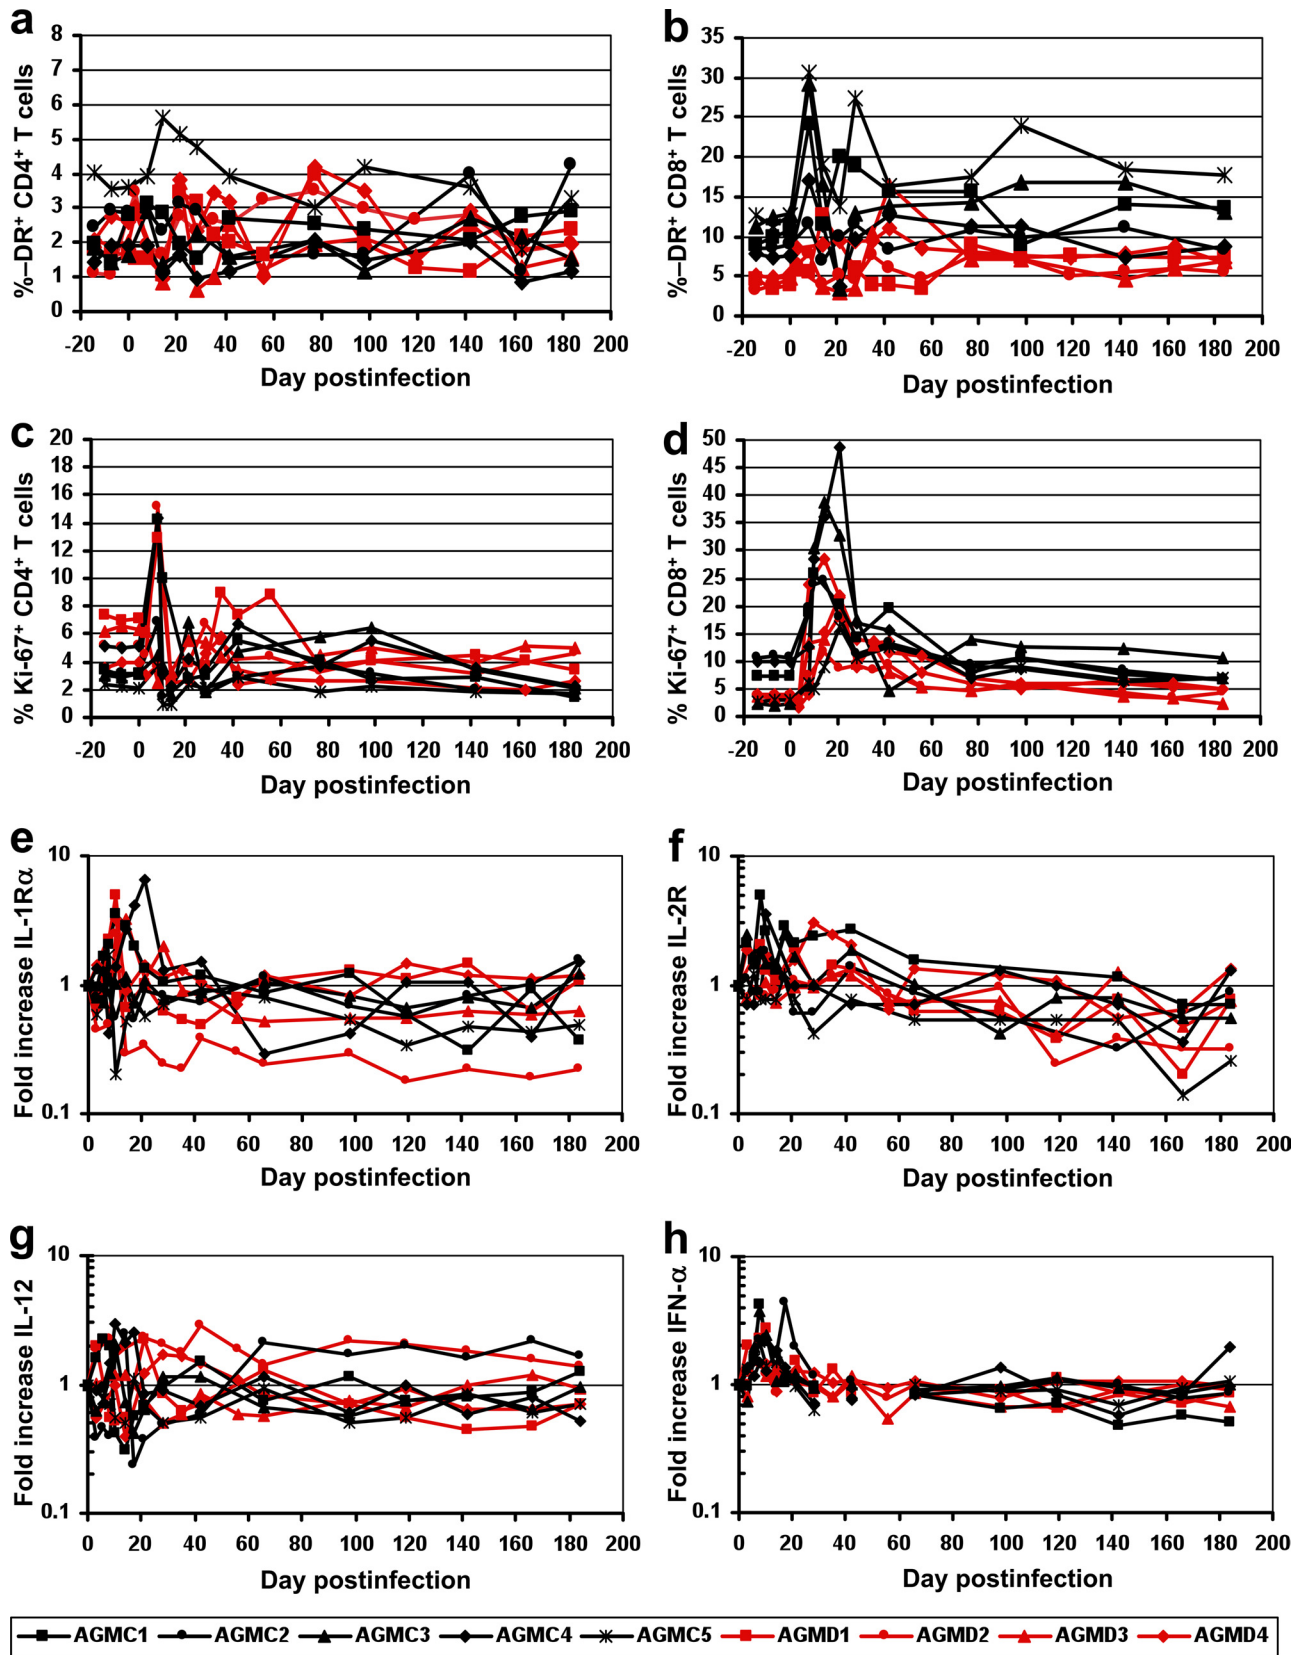 a
%–DR⁺ CD4⁺ T cells
8
7
6
5
4
3
2
1
0
-20 0 20 40 60 80 100 120 140 160 180 200
Day postinfection
b
%–DR⁺ CD8⁺ T cells
35
30
25
20
15
10
5
0
-20 0 20 40 60 80 100 120 140 160 180 200
Day postinfection
c
% Ki-67⁺ CD4⁺ T cells
20
18
16
14
12
10
8
6
4
2
0
-20 0 20 40 60 80 100 120 140 160 180 200
Day postinfection
d
% Ki-67⁺ CD8⁺ T cells
50
45
40
35
30
25
20
15
10
5
0
-20 0 20 40 60 80 100 120 140 160 180 200
Day postinfection
e
Fold increase IL-1Rα
10
1
0.1
0 20 40 60 80 100 120 140 160 180 200
Day postinfection
f
Fold increase IL-2R
10
1
0.1
0 20 40 60 80 100 120 140 160 180 200
Day postinfection
g
Fold increase IL-12
10
1
0.1
0 20 40 60 80 100 120 140 160 180 200
Day postinfection
h
Fold increase IFN-α
10
1
0.1
0 20 40 60 80 100 120 140 160 180 200
Day postinfection
AGMC1 AGMC2 AGMC3 AGMC4 AGMC5 AGMD1 AGMD2 AGMD3 AGMD4